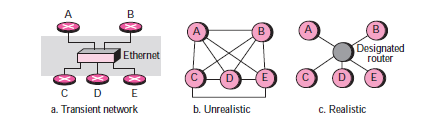 A B
Ethernet
C D E
a. Transient network
A B
C D E
b. Unrealistic
A B
Designated
router
C D E
c. Realistic